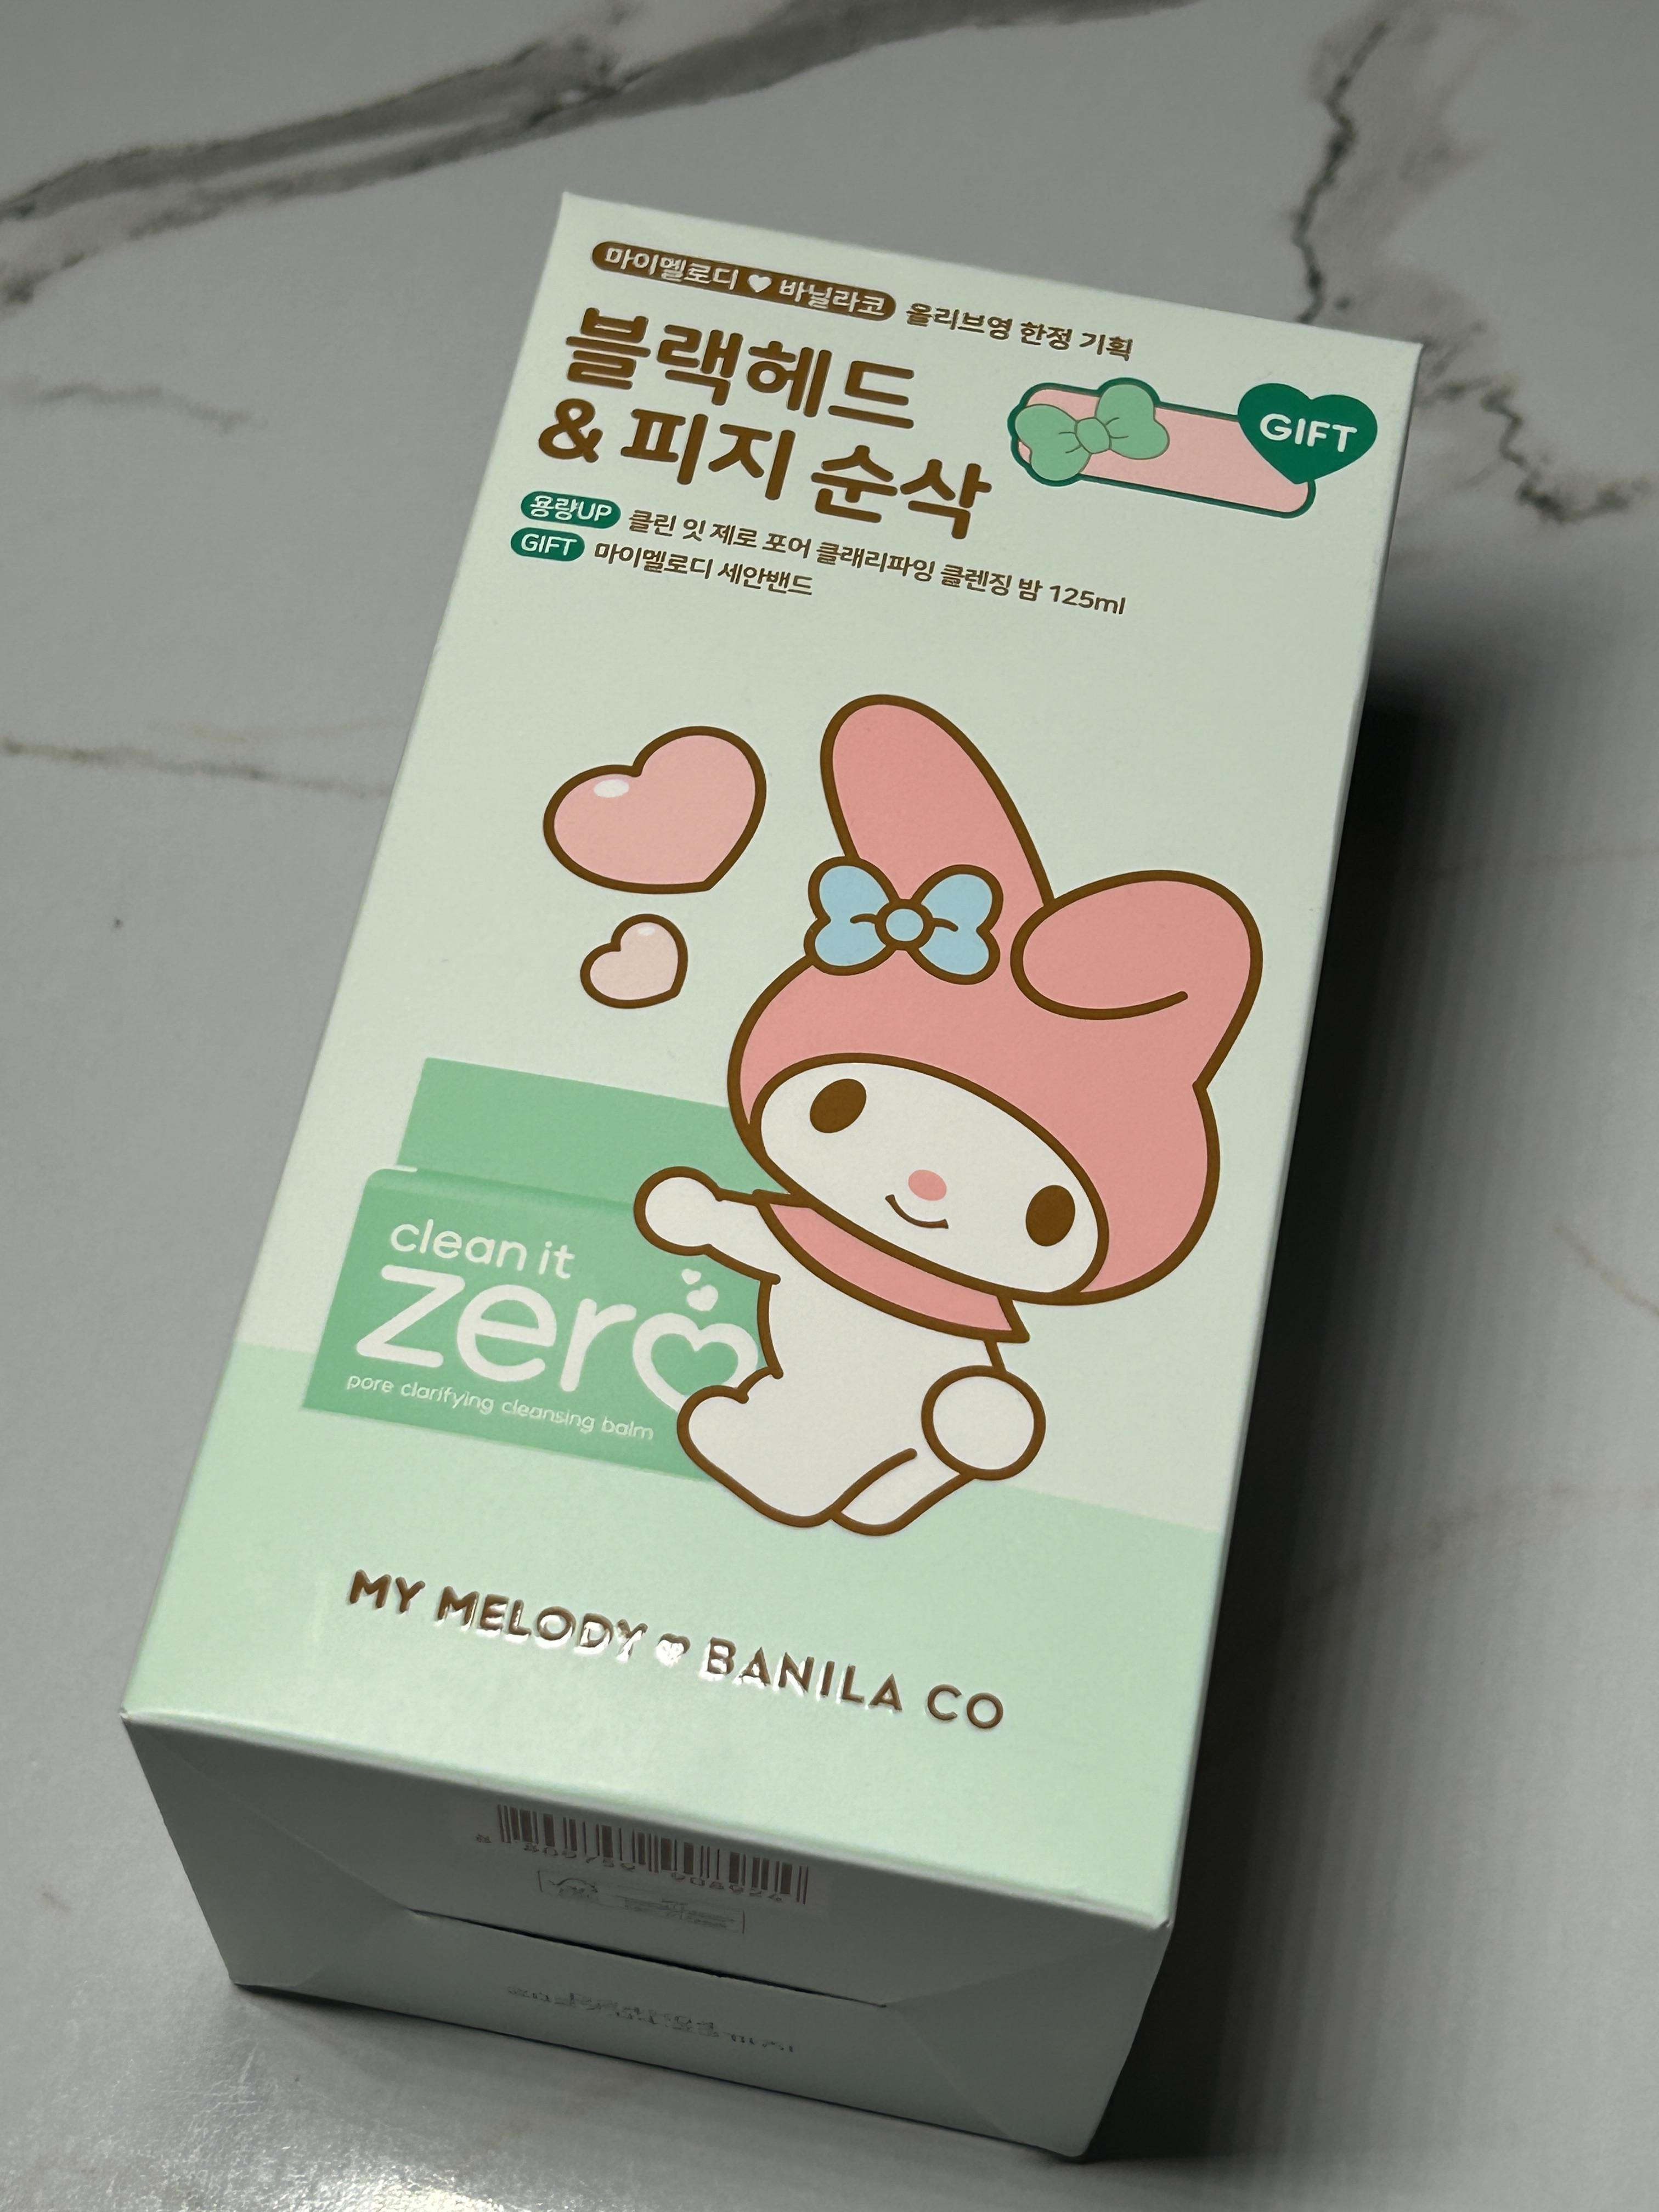 마이멜로디 ♥ 바닐라코 올리브영 한정 기획
블랙헤드
& 피지 순삭
GIFT
용량UP 클린 잇 제로 포어 클래리파잉 클렌징 밤 125ml
GIFT 마이멜로디 세안밴드
clean it
zero
pore clarifying cleansing balm
MY MELODY ♥ BANILA CO
8 809759 908924